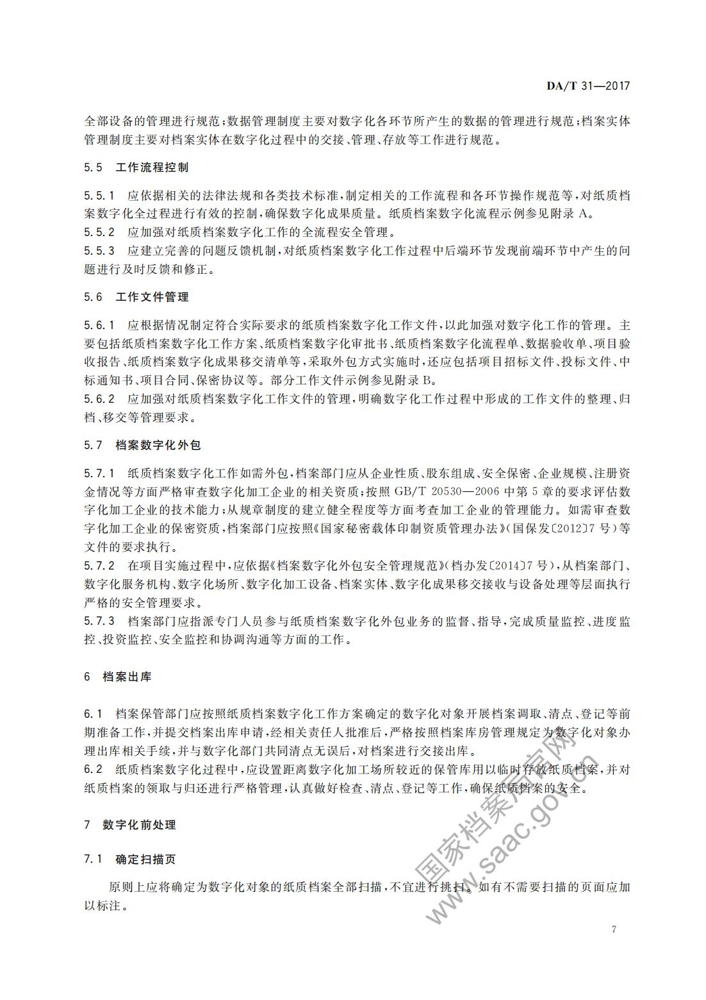 DA/T 31—2017
全部设备的管理进行规范;数据管理制度主要对数字化各环节所产生的数据的管理进行规范;档案实体
管理制度主要对档案实体在数字化过程中的交接、管理、存放等工作进行规范。
5.5 工作流程控制
5.5.1 应依据相关的法律法规和各类技术标准,制定相关的工作流程和各环节操作规范等,对纸质档
案数字化全过程进行有效的控制,确保数字化成果质量。纸质档案数字化流程示例参见附录 A。
5.5.2 应加强对纸质档案数字化工作的全流程安全管理。
5.5.3 应建立完善的问题反馈机制,对纸质档案数字化工作过程中后端环节发现前端环节中产生的问
题进行及时反馈和修正。
5.6 工作文件管理
5.6.1 应根据情况制定符合实际要求的纸质档案数字化工作文件,以此加强对数字化工作的管理。主
要包括纸质档案数字化工作方案、纸质档案数字化审批书、纸质档案数字化流程单、数据验收单、项目验
收报告、纸质档案数字化成果移交清单等,采取外包方式实施时,还应包括项目招标文件、投标文件、中
标通知书、项目合同、保密协议等。部分工作文件示例参见附录 B。
5.6.2 应加强对纸质档案数字化工作文件的管理,明确数字化工作过程中形成的工作文件的整理、归
档、移交等管理要求。
5.7 档案数字化外包
5.7.1 纸质档案数字化工作如需外包,档案部门应从企业性质、股东组成、安全保密、企业规模、注册资
金情况等方面严格审查数字化加工企业的相关资质;按照 GB/T 20530—2006 中第 5 章的要求评估数
字化加工企业的技术能力;从规章制度的建立健全程度等方面考查加工企业的管理能力。如需审查数
字化加工企业的保密资质,档案部门应按照《国家秘密载体印制资质管理办法》(国保发〔2012〕7 号)等
文件的要求执行。
5.7.2 在项目实施过程中,应依据《档案数字化外包安全管理规范》(档办发〔2014〕7 号),从档案部门、
数字化服务机构、数字化场所、数字化加工设备、档案实体、数字化成果移交接收与设备处理等层面执行
严格的安全管理要求。
5.7.3 档案部门应指派专门人员参与纸质档案数字化外包业务的监督、指导,完成质量监控、进度监
控、投资监控、安全监控和协调沟通等方面的工作。
6 档案出库
6.1 档案保管部门应按照纸质档案数字化工作方案确定的数字化对象开展档案调取、清点、登记等前
期准备工作,并提交档案出库申请,经相关责任人批准后,严格按照档案库房管理规定为数字化对象办
理出库相关手续,并与数字化部门共同清点无误后,对档案进行交接出库。
6.2 纸质档案数字化过程中,应设置距离数字化加工场所较近的保管库用以临时存放纸质档案,并对
纸质档案的领取与归还进行严格管理,认真做好检查、清点、登记等工作,确保纸质档案的安全。
7 数字化前处理
7.1 确定扫描页
原则上应将确定为数字化对象的纸质档案全部扫描,不宜进行挑扫。如有不需要扫描的页面应加
以标注。
国家档案局官网
www.saac.gov.cn
7